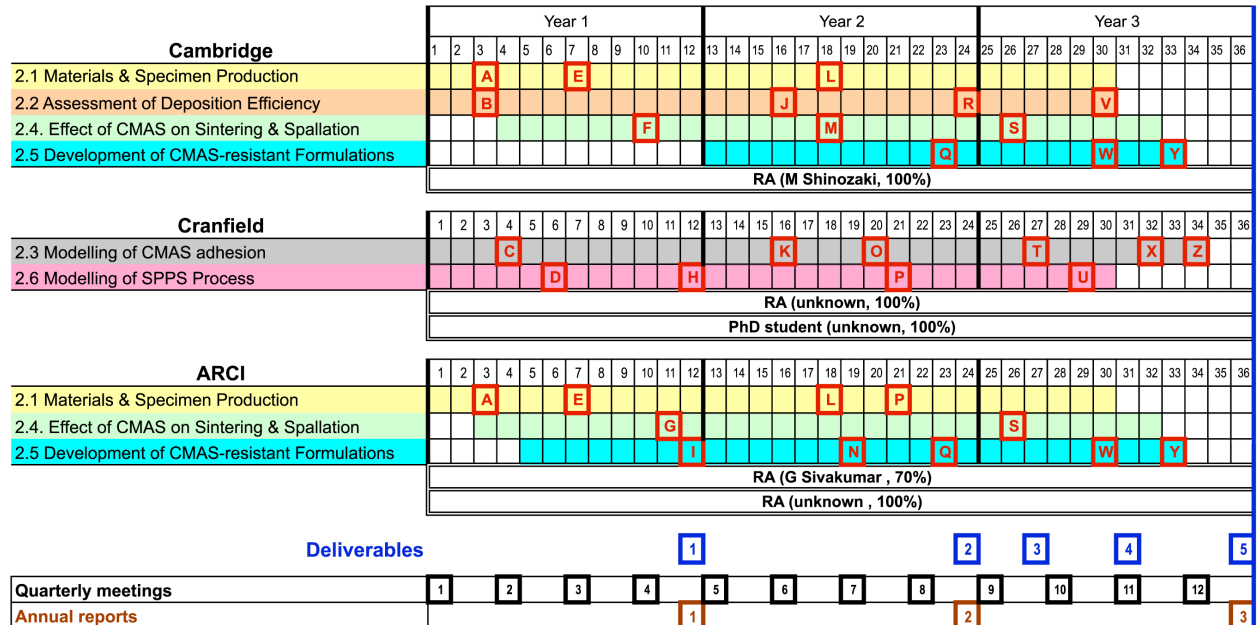 Year 1 Year 2 Year 3
Cambridge 1 2 3 4 5 6 7 8 9 10 11 12 13 14 15 16 17 18 19 20 21 22 23 24 25 26 27 28 29 30 31 32 33 34 35 36
2.1 Materials & Specimen Production A E L
2.2 Assessment of Deposition Efficiency B J R V
2.4. Effect of CMAS on Sintering & Spallation F M S
2.5 Development of CMAS-resistant Formulations Q W Y
RA (M Shinozaki, 100%)
Cranfield 1 2 3 4 5 6 7 8 9 10 11 12 13 14 15 16 17 18 19 20 21 22 23 24 25 26 27 28 29 30 31 32 33 34 35 36
2.3 Modelling of CMAS adhesion C K O T X Z
2.6 Modelling of SPPS Process D H P U
RA (unknown, 100%)
PhD student (unknown, 100%)
ARCI 1 2 3 4 5 6 7 8 9 10 11 12 13 14 15 16 17 18 19 20 21 22 23 24 25 26 27 28 29 30 31 32 33 34 35 36
2.1 Materials & Specimen Production A E L P
2.4. Effect of CMAS on Sintering & Spallation G S
2.5 Development of CMAS-resistant Formulations I N Q W Y
RA (G Sivakumar , 70%)
RA (unknown , 100%)
Deliverables 1 2 3 4 5
Quarterly meetings 1 2 3 4 5 6 7 8 9 10 11 12
Annual reports 1 2 3